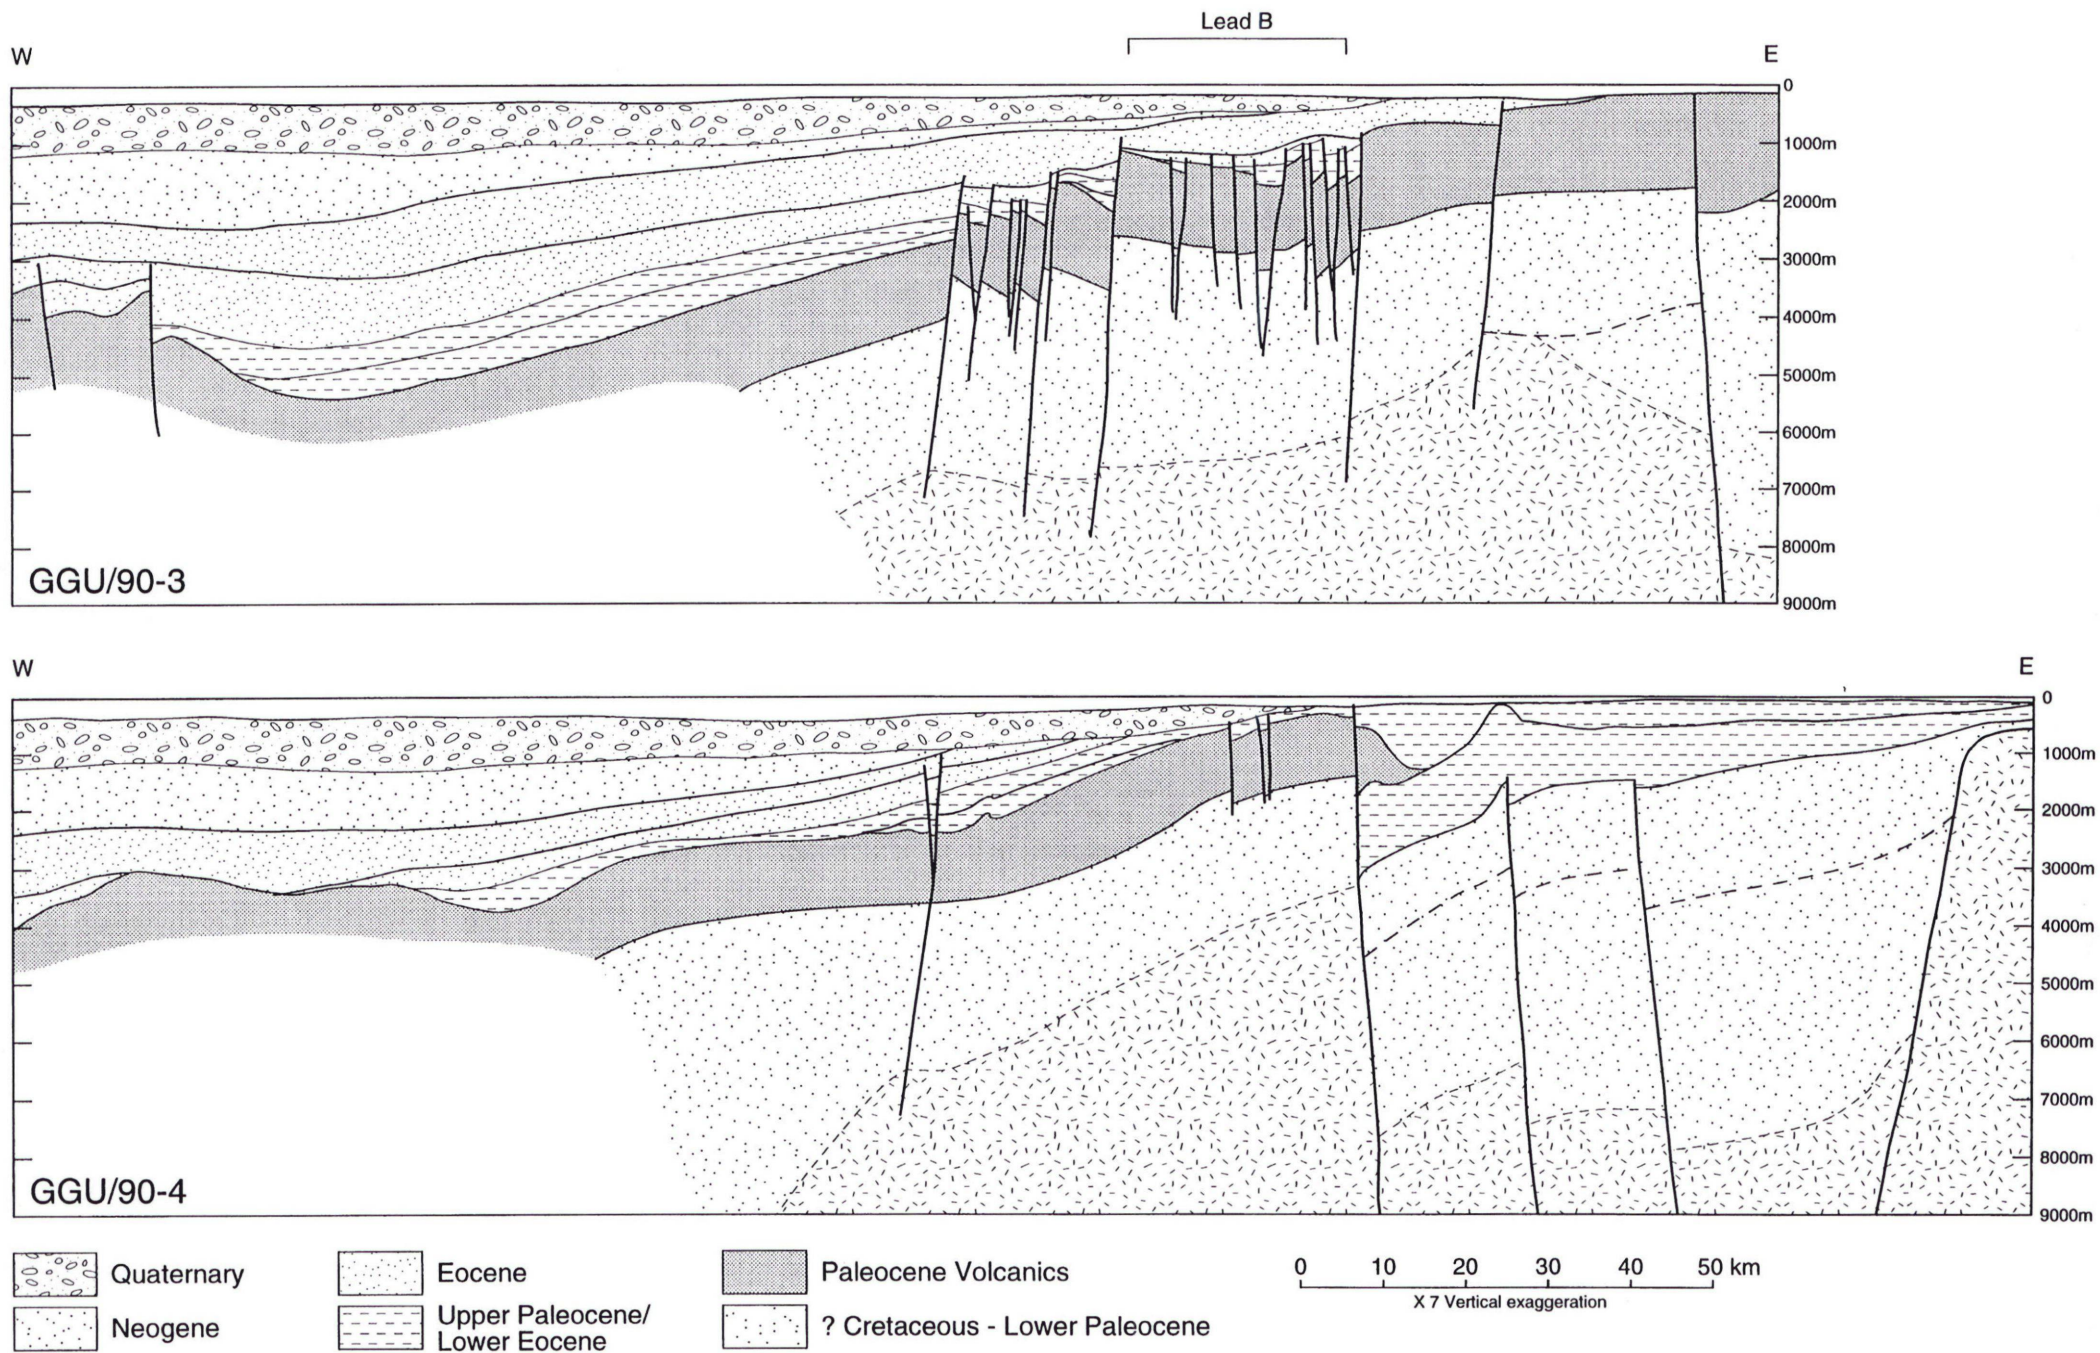 Lead B
W
E
0
1000m
2000m
3000m
4000m
5000m
6000m
7000m
8000m
9000m
GGU/90-3
W
E
0
1000m
2000m
3000m
4000m
5000m
6000m
7000m
8000m
9000m
GGU/90-4
Quaternary
Neogene
Eocene
Upper Paleocene/
Lower Eocene
Paleocene Volcanics
? Cretaceous - Lower Paleocene
0 10 20 30 40 50 km
X 7 Vertical exaggeration